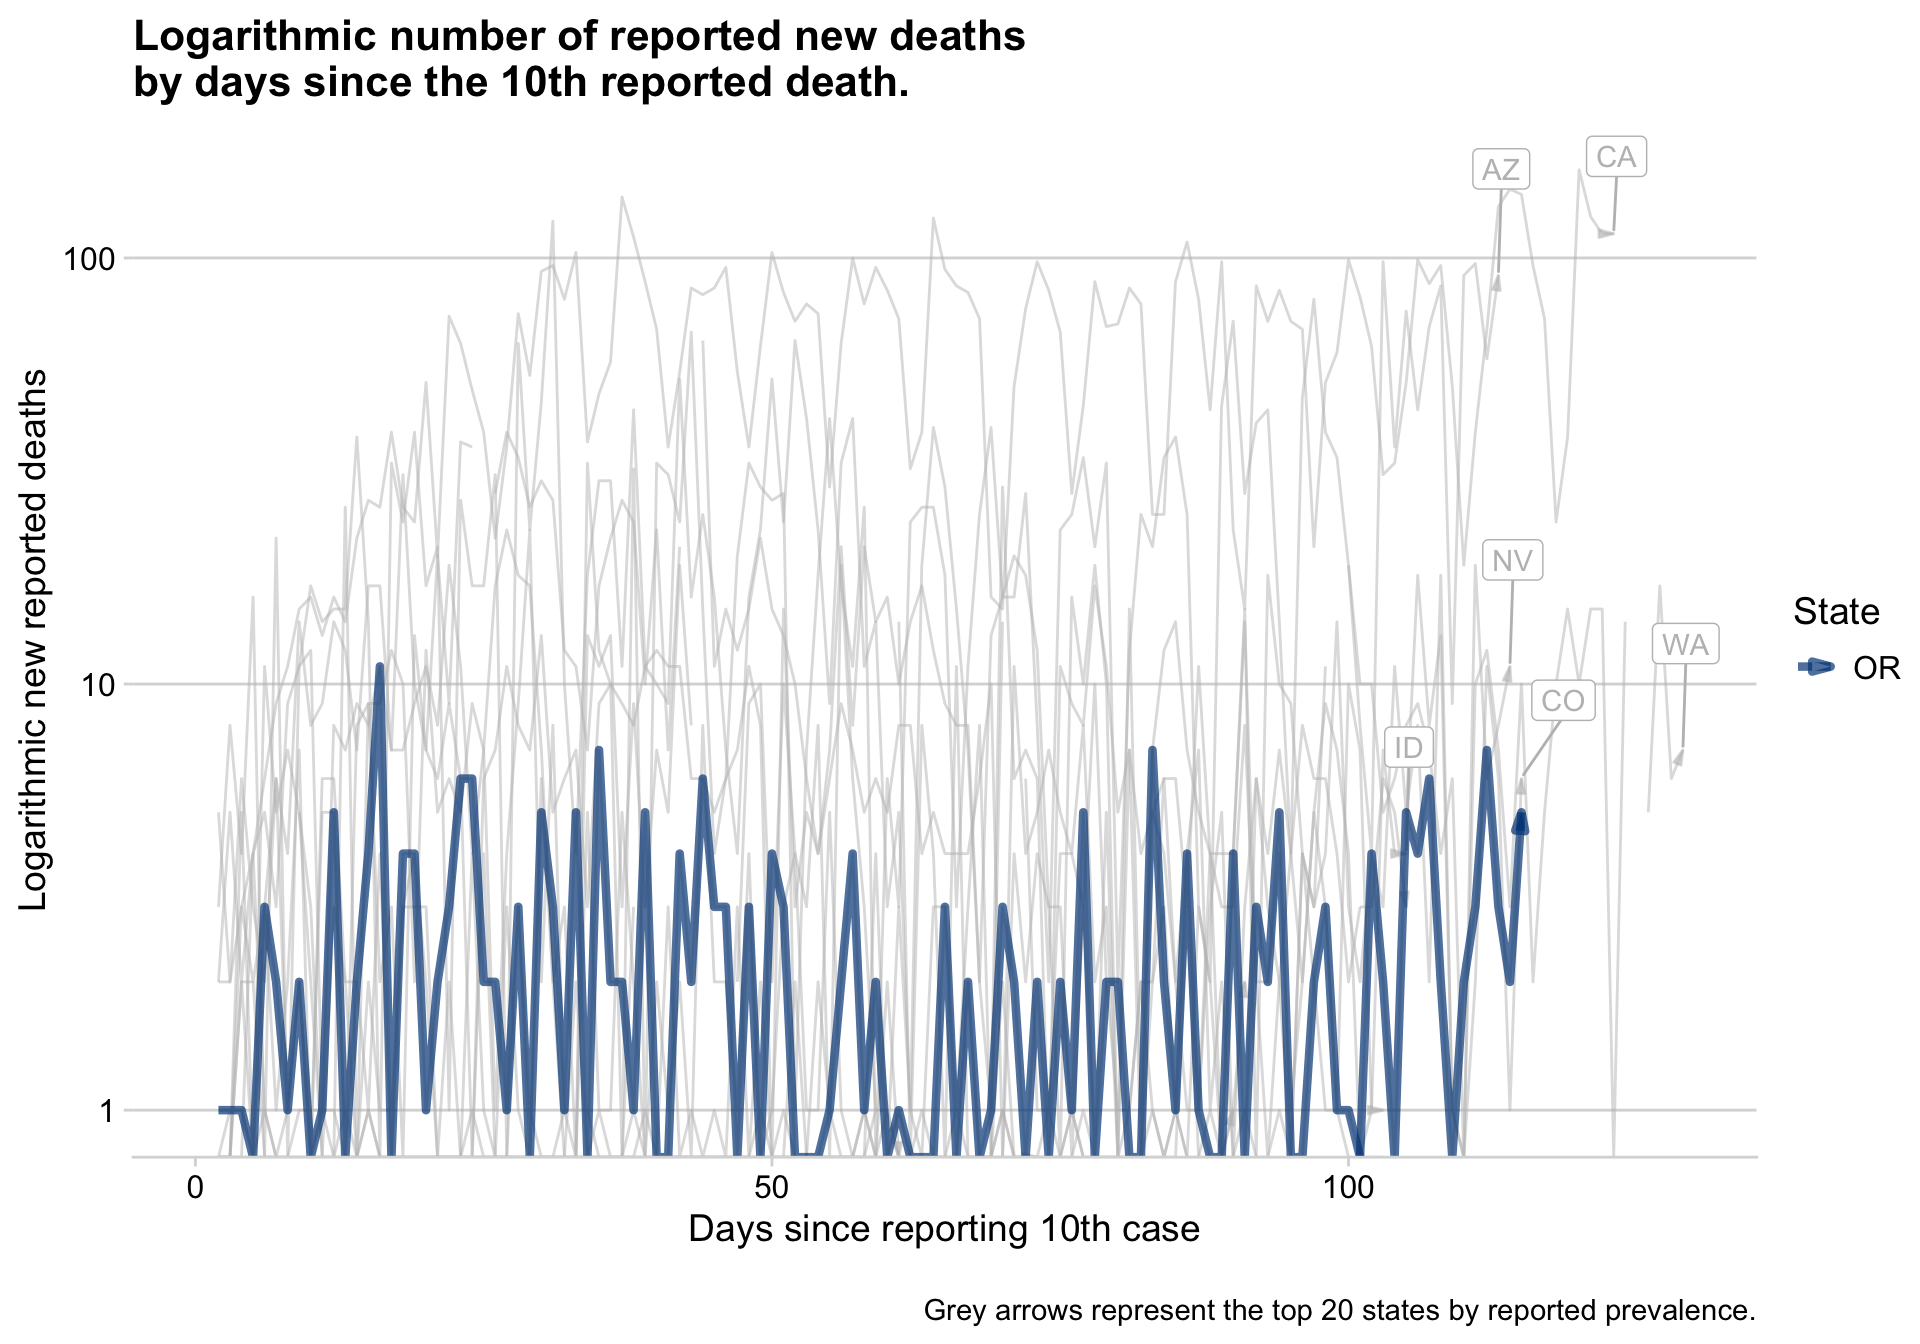 Logarithmic number of reported new deaths
by days since the 10th reported death.
Logarithmic new reported deaths
100
10
1
AZ
CA
NV
WA
CO
ID
State
OR
0
50
100
Days since reporting 10th case
Grey arrows represent the top 20 states by reported prevalence.